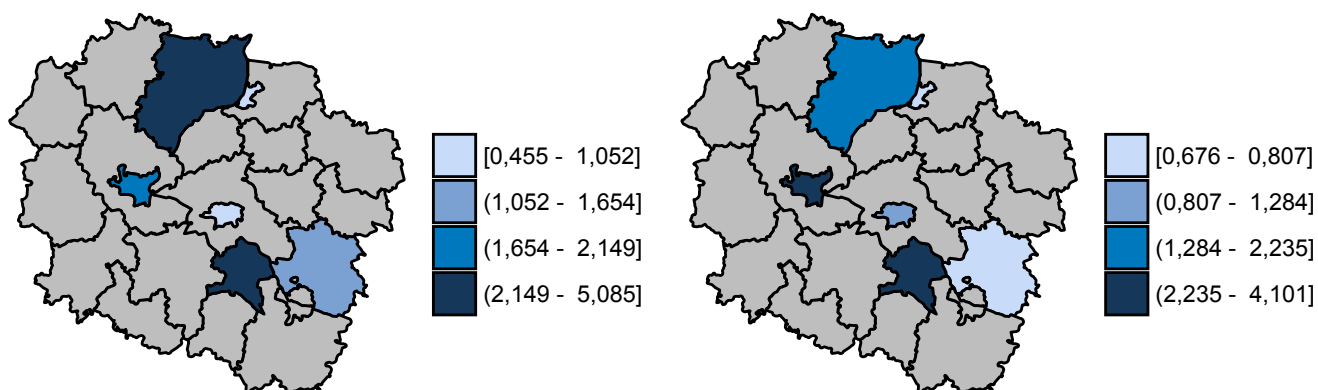 [0,455 - 1,052]
(1,052 - 1,654]
(1,654 - 2,149]
(2,149 - 5,085]
[0,676 - 0,807]
(0,807 - 1,284]
(1,284 - 2,235]
(2,235 - 4,101]